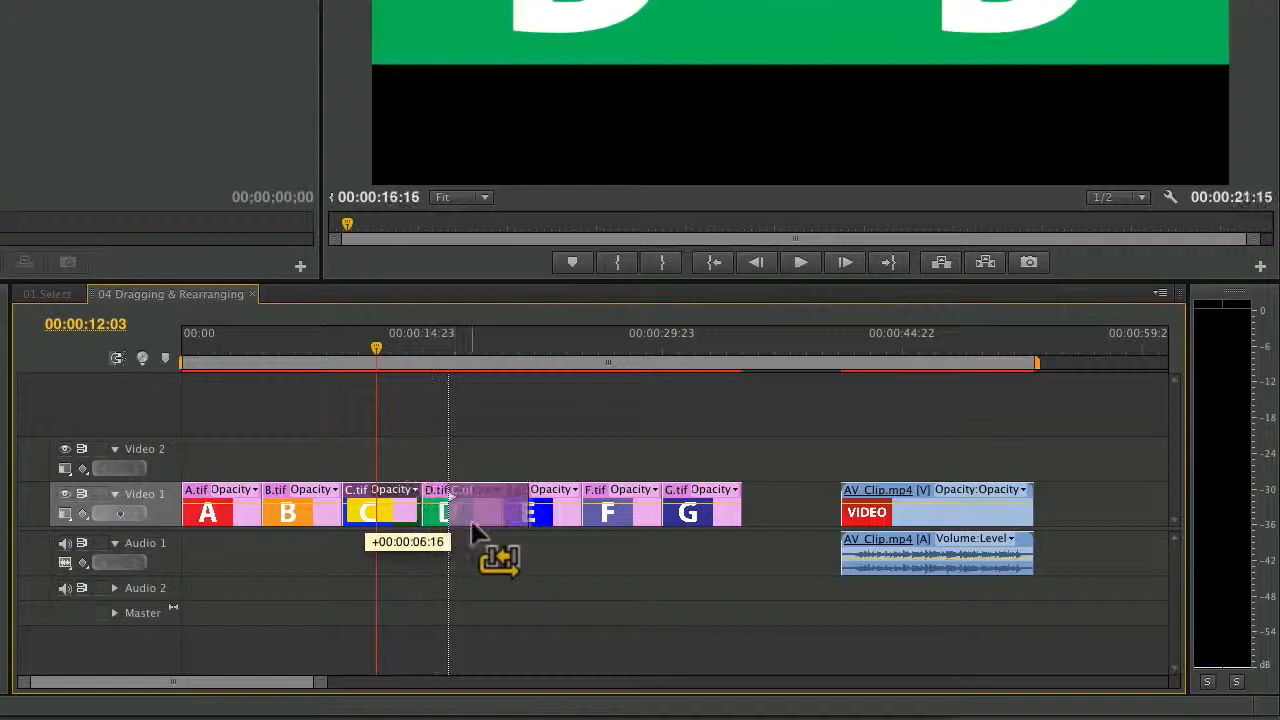 D D
00;00;00;00
00:00:16:15
Fit
1/2
00:00:21:15
01 Select
04 Dragging & Rearranging
00:00:12:03
00:00
00:00:14:23
00:00:29:23
00:00:44:22
00:00:59:2
0
-6
-12
-18
-24
-30
-36
-42
-48
-54
dB
S S
Video 2
Video 1
A.tif Opacity
B.tif Opacity
C.tif Opacity
D.tif
C.tif
Opacity
F.tif Opacity
G.tif Opacity
AV_Clip.mp4 [V] Opacity:Opacity
A
B
C
D
E
F
G
VIDEO
+00:00:06:16
Audio 1
AV_Clip.mp4 [A] Volume:Level
Audio 2
Master